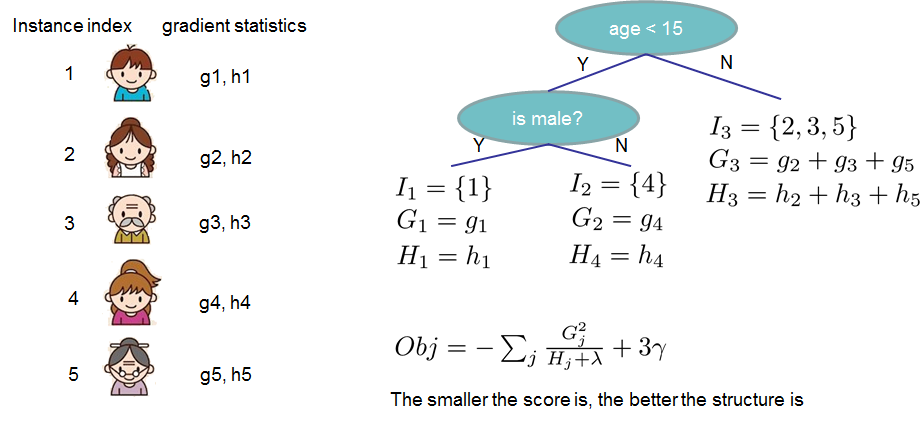 Instance index gradient statistics
1 g1, h1
2 g2, h2
3 g3, h3
4 g4, h4
5 g5, h5
age < 15
Y N
is male?
Y N
I₁ = {1}
G₁ = g₁
H₁ = h₁
I₂ = {4}
G₂ = g₄
H₄ = h₄
I₃ = {2, 3, 5}
G₃ = g₂ + g₃ + g₅
H₃ = h₂ + h₃ + h₅
Obj = − ∑ⱼ Gⱼ²/(Hⱼ+λ) + 3γ
The smaller the score is, the better the structure is